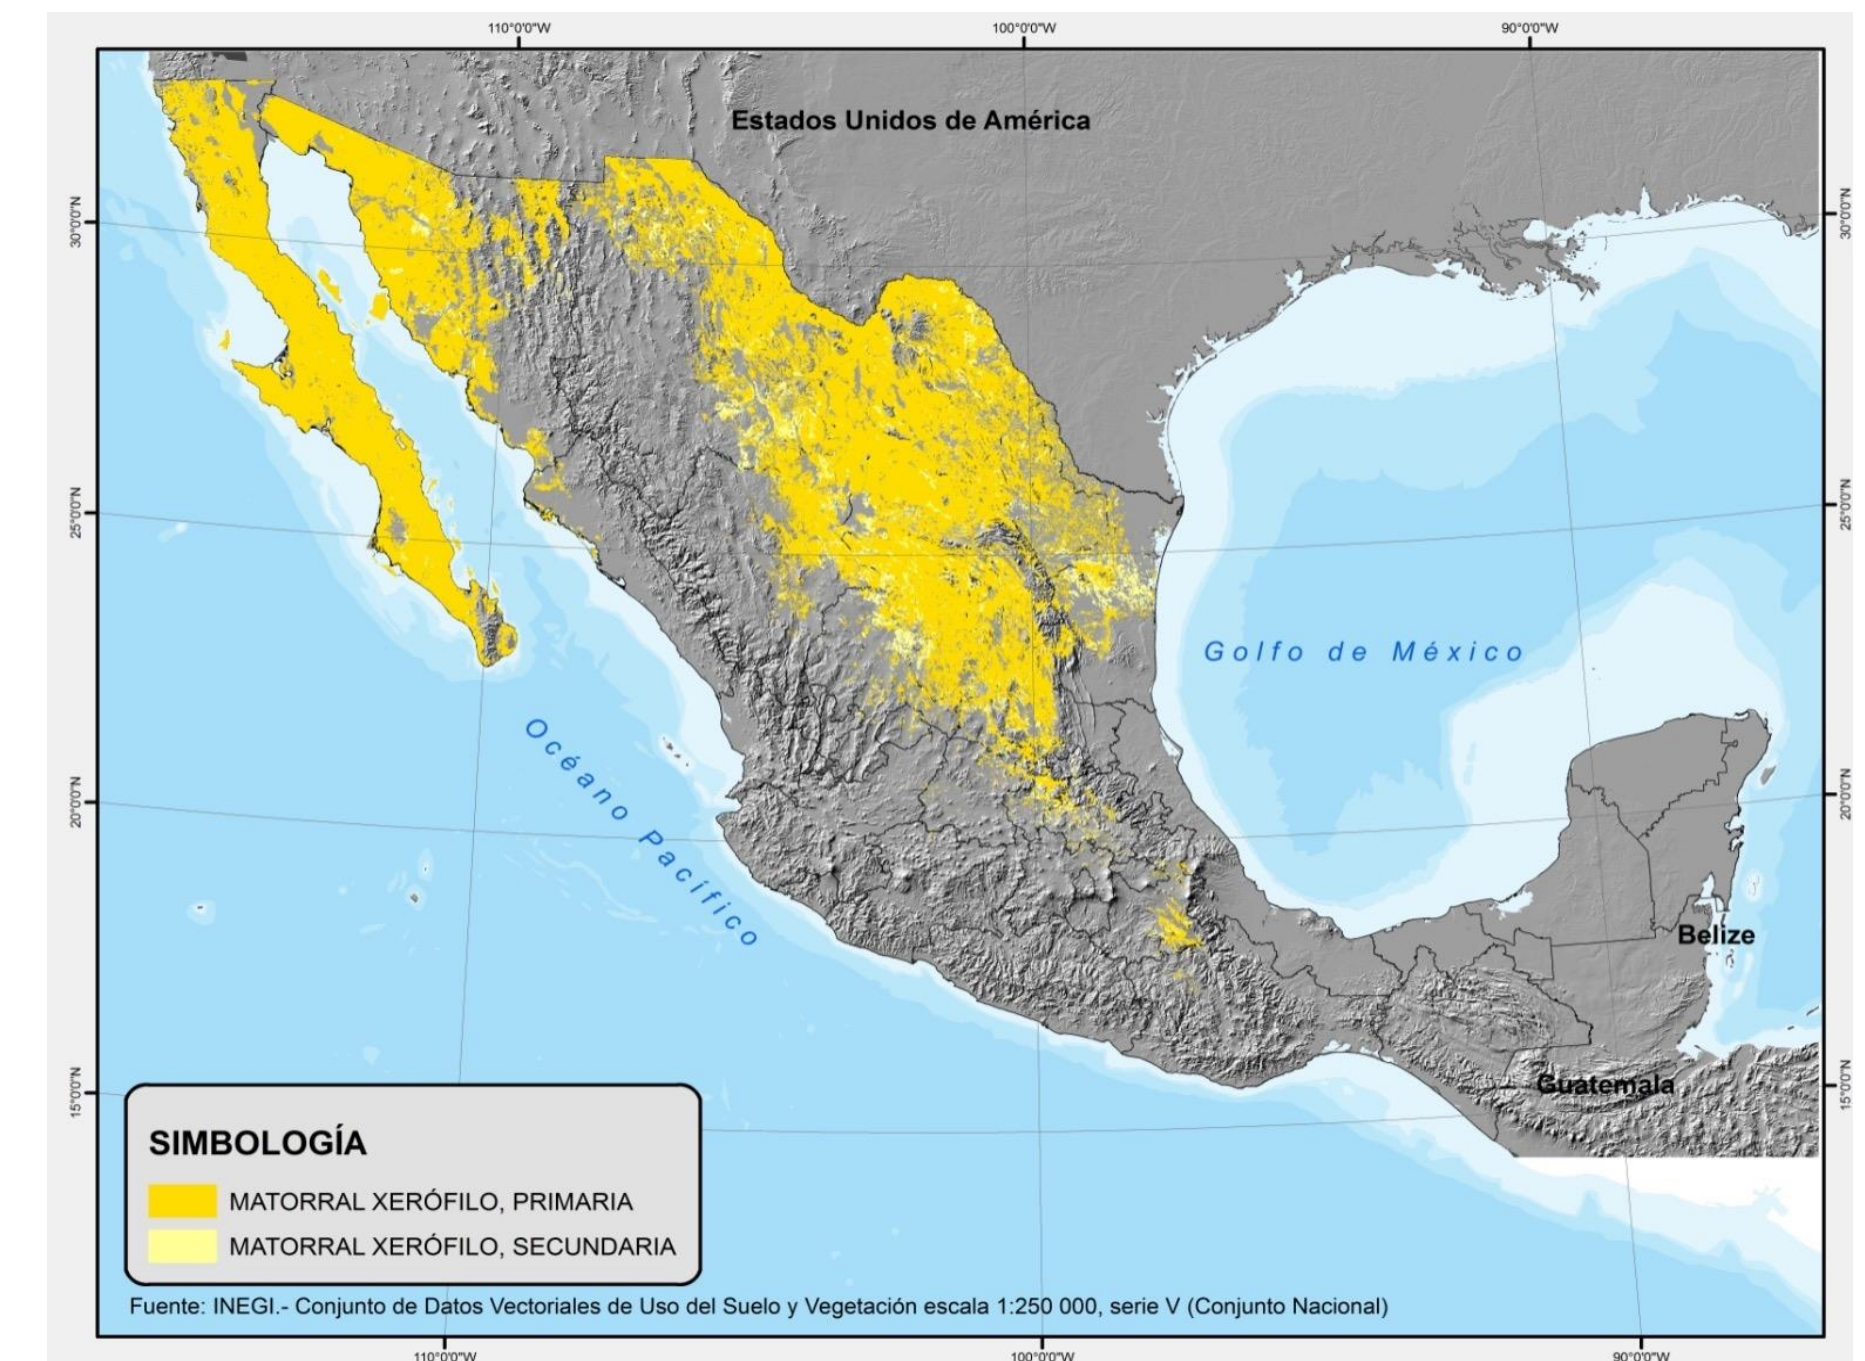 110°0'0"W
100°0'0"W
90°0'0"W
Estados Unidos de América
30°0'0"N
30°0'0"N
25°0'0"N
25°0'0"N
Golfo de México
Océano Pacífico
20°0'0"N
20°0'0"N
Belize
15°0'0"N
15°0'0"N
Guatemala
SIMBOLOGÍA
MATORRAL XERÓFILO, PRIMARIA
MATORRAL XERÓFILO, SECUNDARIA
Fuente: INEGI.- Conjunto de Datos Vectoriales de Uso del Suelo y Vegetación escala 1:250 000, serie V (Conjunto Nacional)
110°0'0"W
100°0'0"W
90°0'0"W